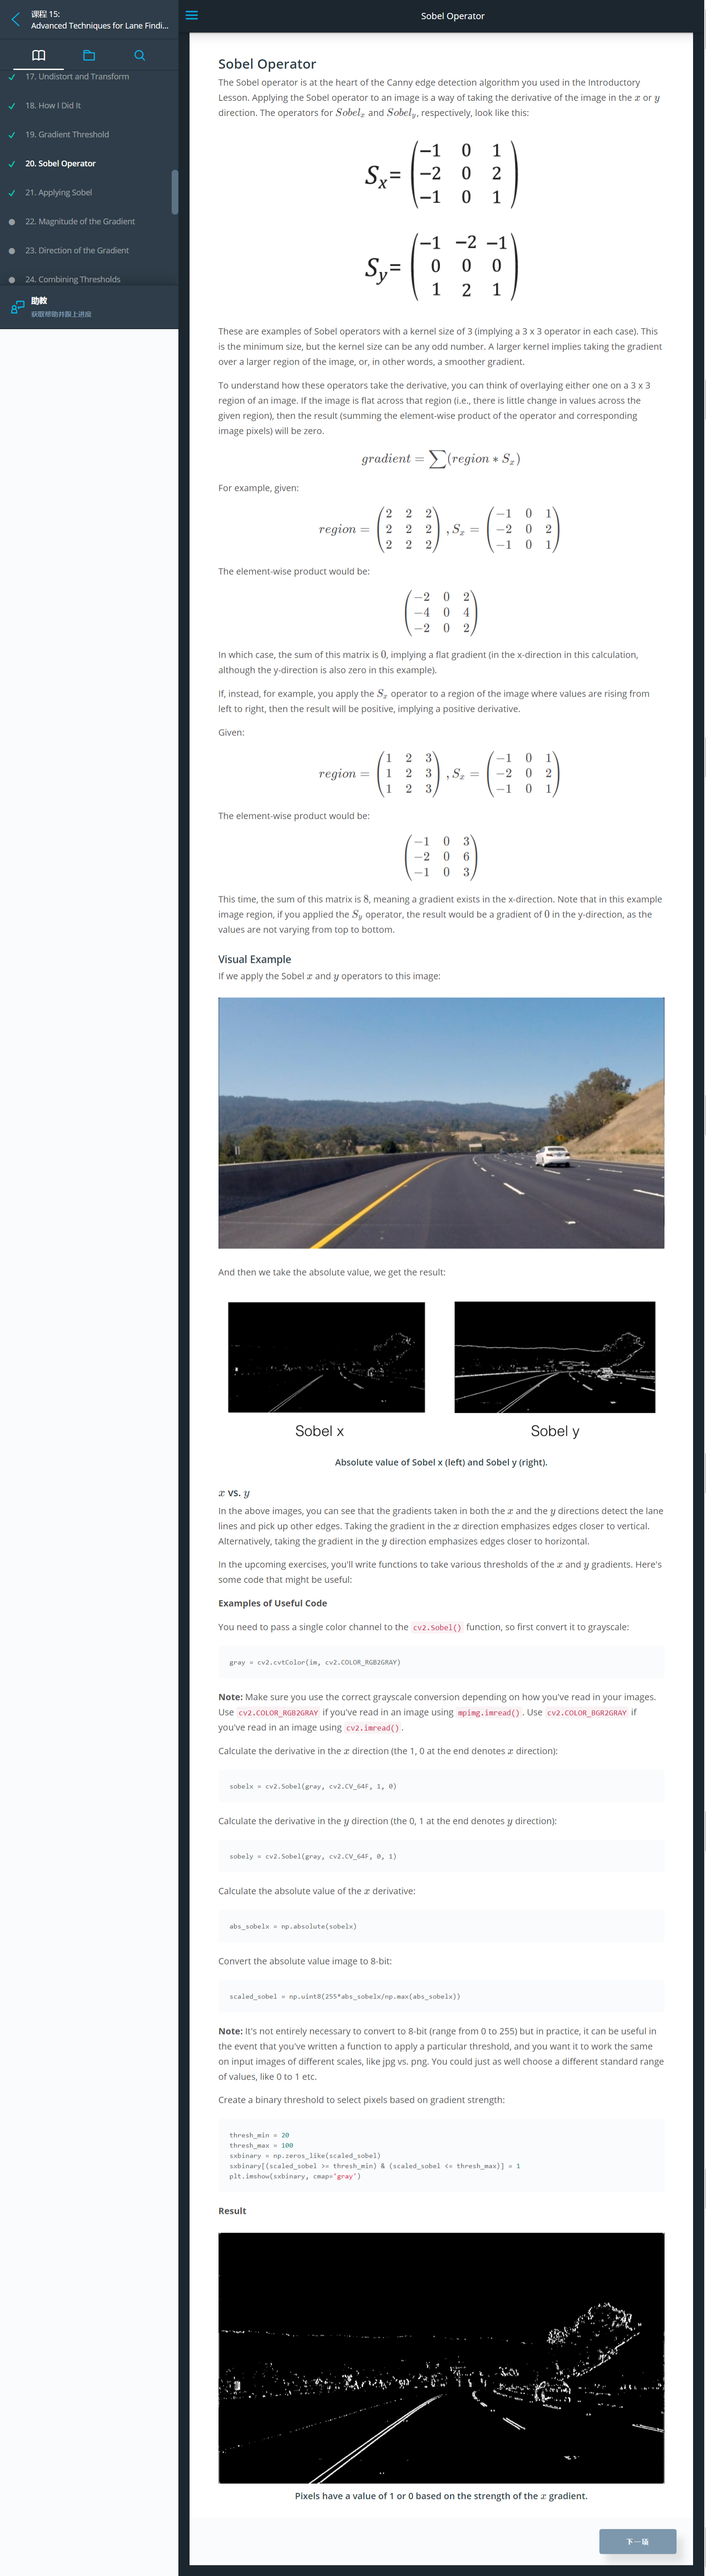 课程 15:
Advanced Techniques for Lane Findi...
17. Undistort and Transform
18. How I Did It
19. Gradient Threshold
20. Sobel Operator
21. Applying Sobel
22. Magnitude of the Gradient
23. Direction of the Gradient
24. Combining Thresholds
助教
获取帮助并跟上进度
Sobel Operator
Sobel Operator
The Sobel operator is at the heart of the Canny edge detection algorithm you used in the Introductory
Lesson. Applying the Sobel operator to an image is a way of taking the derivative of the image in the x or y
direction. The operators for Sobel_x and Sobel_y, respectively, look like this:
S_x =
−1 0 1
−2 0 2
−1 0 1
S_y =
−1 −2 −1
0 0 0
1 2 1
These are examples of Sobel operators with a kernel size of 3 (implying a 3 x 3 operator in each case). This
is the minimum size, but the kernel size can be any odd number. A larger kernel implies taking the gradient
over a larger region of the image, or, in other words, a smoother gradient.
To understand how these operators take the derivative, you can think of overlaying either one on a 3 x 3
region of an image. If the image is flat across that region (i.e., there is little change in values across the
given region), then the result (summing the element-wise product of the operator and corresponding
image pixels) will be zero.
gradient = ∑(region ∗ S_x)
For example, given:
2 2 2 −1 0 1
region = 2 2 2 , S_x = −2 0 2
2 2 2 −1 0 1
The element-wise product would be:
−2 0 2
−4 0 4
−2 0 2
In which case, the sum of this matrix is 0, implying a flat gradient (in the x-direction in this calculation,
although the y-direction is also zero in this example).
If, instead, for example, you apply the S_x operator to a region of the image where values are rising from
left to right, then the result will be positive, implying a positive derivative.
Given:
1 2 3 −1 0 1
region = 1 2 3 , S_x = −2 0 2
1 2 3 −1 0 1
The element-wise product would be:
−1 0 3
−2 0 6
−1 0 3
This time, the sum of this matrix is 8, meaning a gradient exists in the x-direction. Note that in this example
image region, if you applied the S_y operator, the result would be a gradient of 0 in the y-direction, as the
values are not varying from top to bottom.
Visual Example
If we apply the Sobel x and y operators to this image:
And then we take the absolute value, we get the result:
Sobel x Sobel y
Absolute value of Sobel x (left) and Sobel y (right).
x vs. y
In the above images, you can see that the gradients taken in both the x and the y directions detect the lane
lines and pick up other edges. Taking the gradient in the x direction emphasizes edges closer to vertical.
Alternatively, taking the gradient in the y direction emphasizes edges closer to horizontal.
In the upcoming exercises, you'll write functions to take various thresholds of the x and y gradients. Here's
some code that might be useful:
Examples of Useful Code
You need to pass a single color channel to the cv2.Sobel() function, so first convert it to grayscale:
gray = cv2.cvtColor(im, cv2.COLOR_RGB2GRAY)
Note: Make sure you use the correct grayscale conversion depending on how you've read in your images.
Use cv2.COLOR_RGB2GRAY if you've read in an image using mpimg.imread(). Use cv2.COLOR_BGR2GRAY if
you've read in an image using cv2.imread().
Calculate the derivative in the x direction (the 1, 0 at the end denotes x direction):
sobelx = cv2.Sobel(gray, cv2.CV_64F, 1, 0)
Calculate the derivative in the y direction (the 0, 1 at the end denotes y direction):
sobely = cv2.Sobel(gray, cv2.CV_64F, 0, 1)
Calculate the absolute value of the x derivative:
abs_sobelx = np.absolute(sobelx)
Convert the absolute value image to 8-bit:
scaled_sobel = np.uint8(255*abs_sobelx/np.max(abs_sobelx))
Note: It's not entirely necessary to convert to 8-bit (range from 0 to 255) but in practice, it can be useful in
the event that you've written a function to apply a particular threshold, and you want it to work the same
on input images of different scales, like jpg vs. png. You could just as well choose a different standard range
of values, like 0 to 1 etc.
Create a binary threshold to select pixels based on gradient strength:
thresh_min = 20
thresh_max = 100
sxbinary = np.zeros_like(scaled_sobel)
sxbinary[(scaled_sobel >= thresh_min) & (scaled_sobel <= thresh_max)] = 1
plt.imshow(sxbinary, cmap='gray')
Result
Pixels have a value of 1 or 0 based on the strength of the x gradient.
下一项